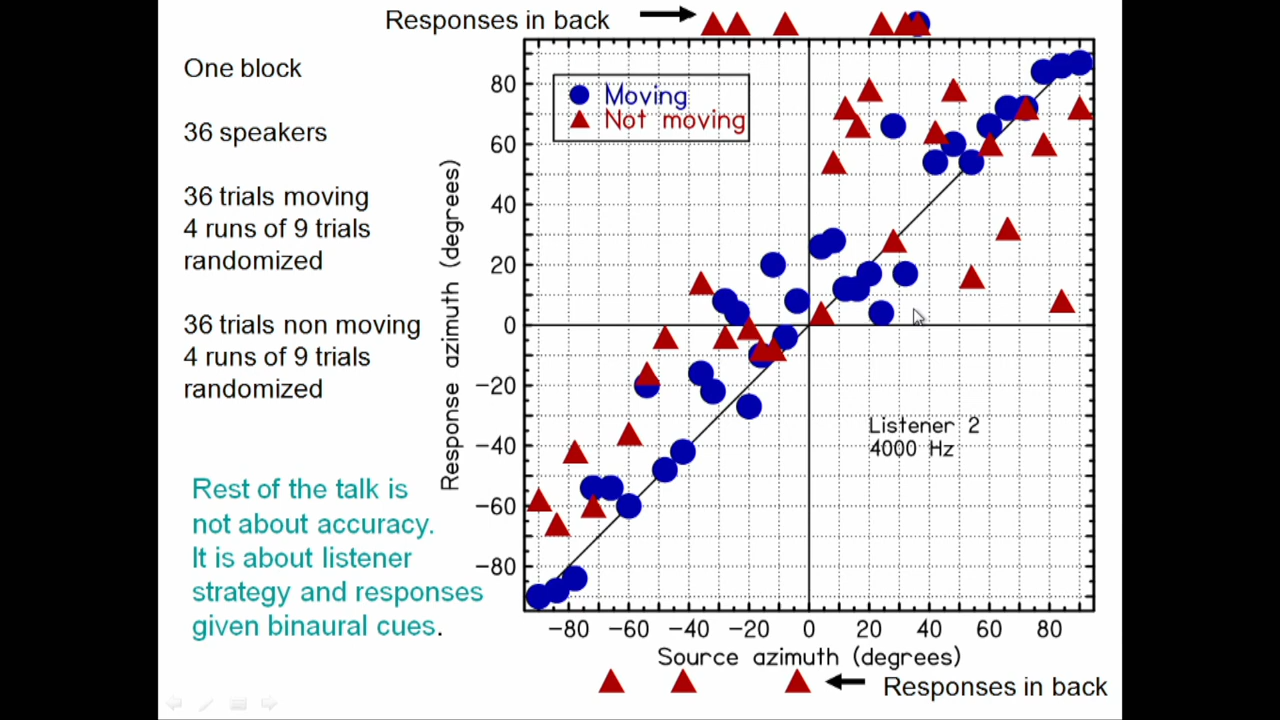 Responses in back
One block
36 speakers
36 trials moving
4 runs of 9 trials
randomized
36 trials non moving
4 runs of 9 trials
randomized
Rest of the talk is
not about accuracy.
It is about listener
strategy and responses
given binaural cues.
Moving
Not moving
Response azimuth (degrees)
80
60
40
20
0
−20
−40
−60
−80
Listener 2
4000 Hz
−80 −60 −40 −20 0 20 40 60 80
Source azimuth (degrees)
Responses in back